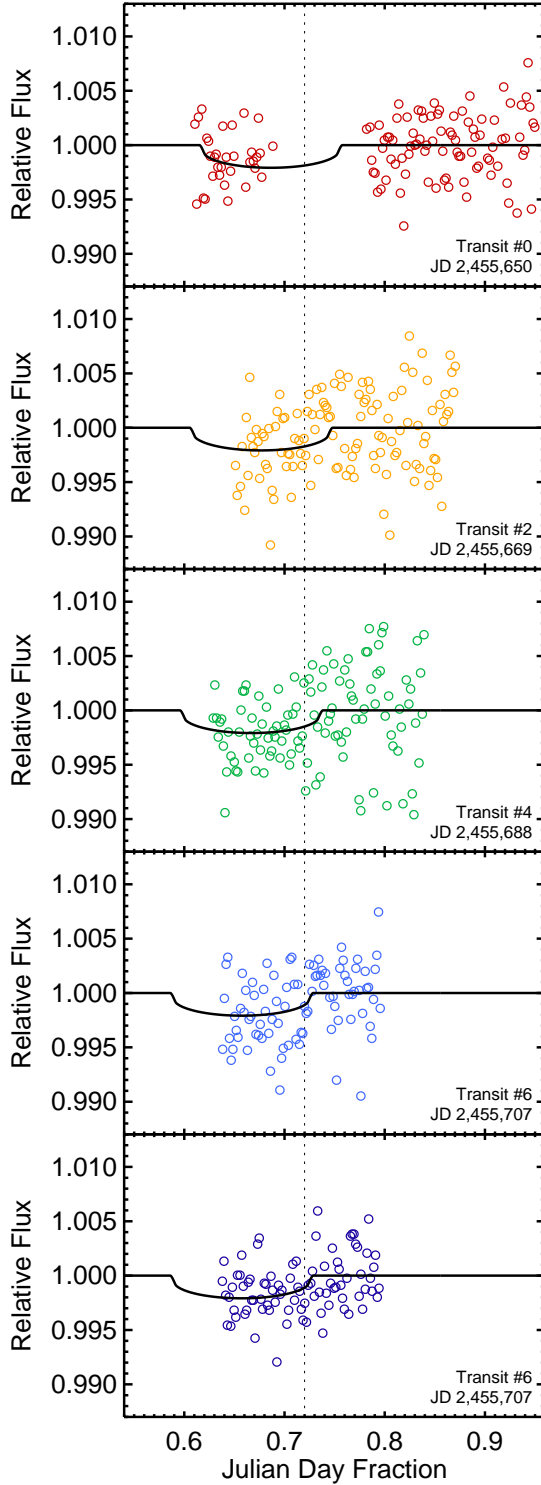 1.010
1.005
1.000
0.995
0.990
Relative Flux
Transit #0
JD 2,455,650
1.010
1.005
1.000
0.995
0.990
Relative Flux
Transit #2
JD 2,455,669
1.010
1.005
1.000
0.995
0.990
Relative Flux
Transit #4
JD 2,455,688
1.010
1.005
1.000
0.995
0.990
Relative Flux
Transit #6
JD 2,455,707
1.010
1.005
1.000
0.995
0.990
Relative Flux
Transit #6
JD 2,455,707
0.6 0.7 0.8 0.9
Julian Day Fraction